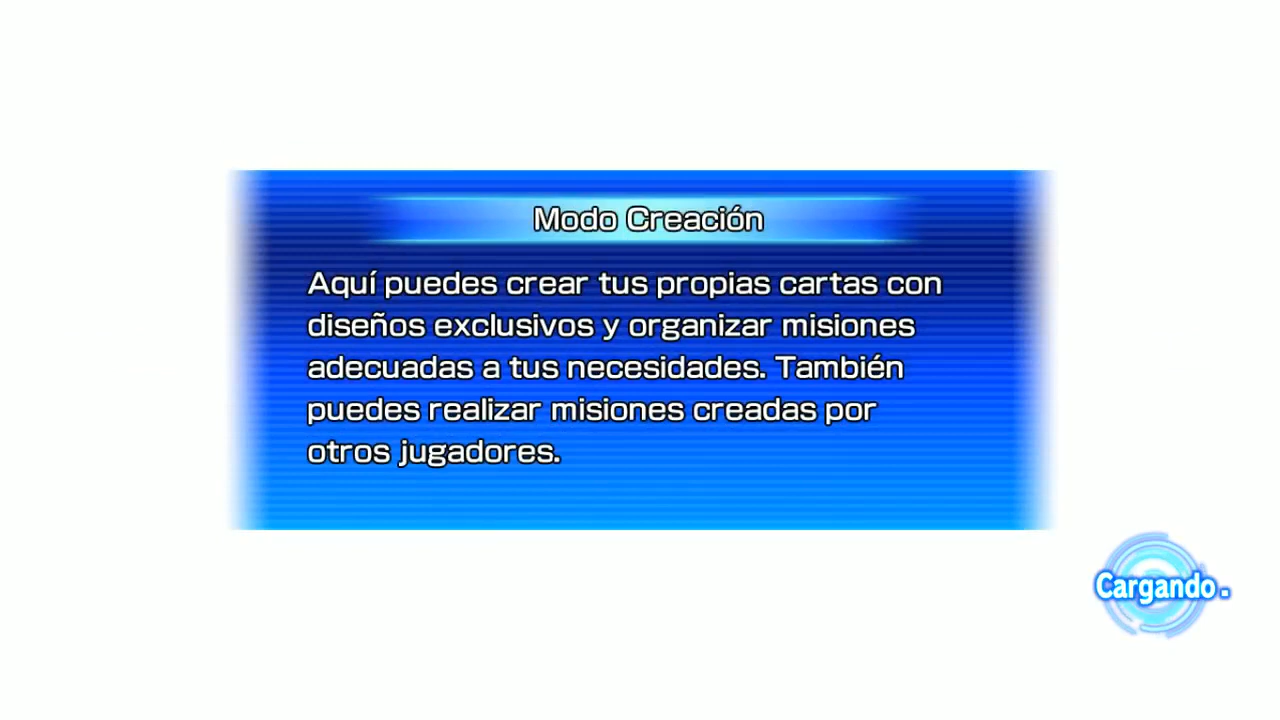 Modo Creación
Aquí puedes crear tus propias cartas con
diseños exclusivos y organizar misiones
adecuadas a tus necesidades. También
puedes realizar misiones creadas por
otros jugadores.
Cargando.